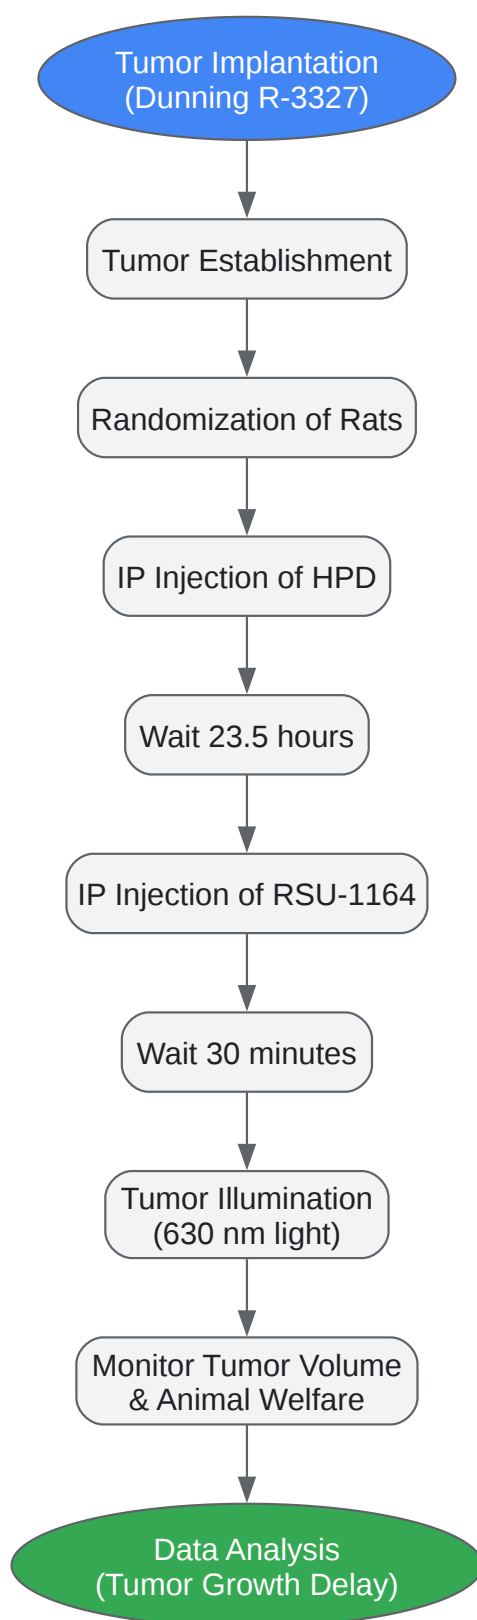 Tumor Implantation
(Dunning R-3327)
Tumor Establishment
Randomization of Rats
IP Injection of HPD
Wait 23.5 hours
IP Injection of RSU-1164
Wait 30 minutes
Tumor Illumination
(630 nm light)
Monitor Tumor Volume
& Animal Welfare
Data Analysis
(Tumor Growth Delay)